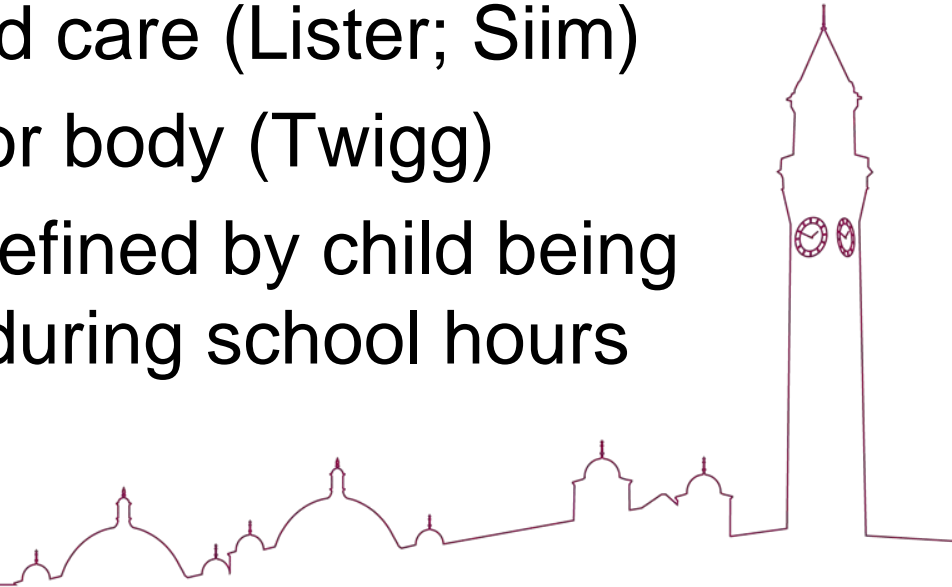 d care (Lister; Siim)
or body (Twigg)
efined by child being
during school hours